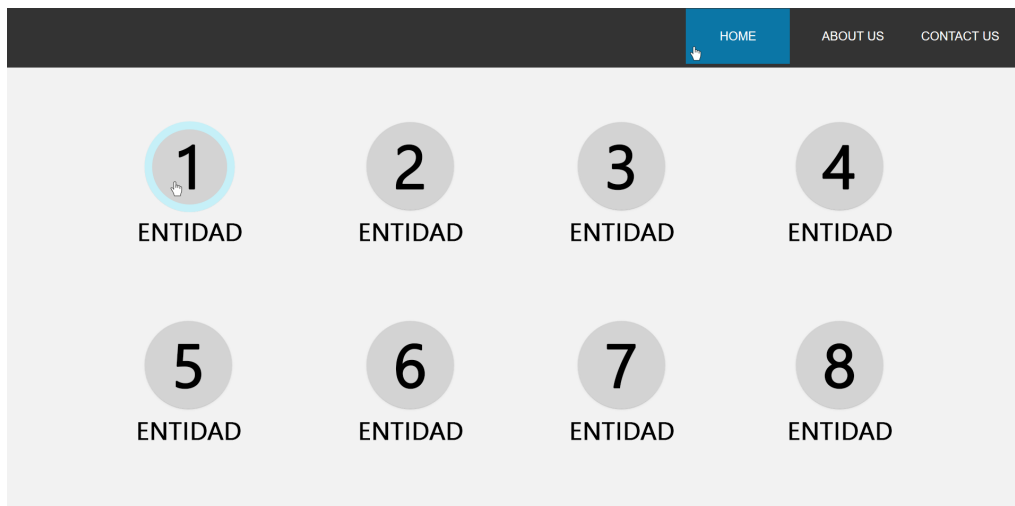 HOME ABOUT US CONTACT US
1 2 3 4
ENTIDAD ENTIDAD ENTIDAD ENTIDAD
5 6 7 8
ENTIDAD ENTIDAD ENTIDAD ENTIDAD